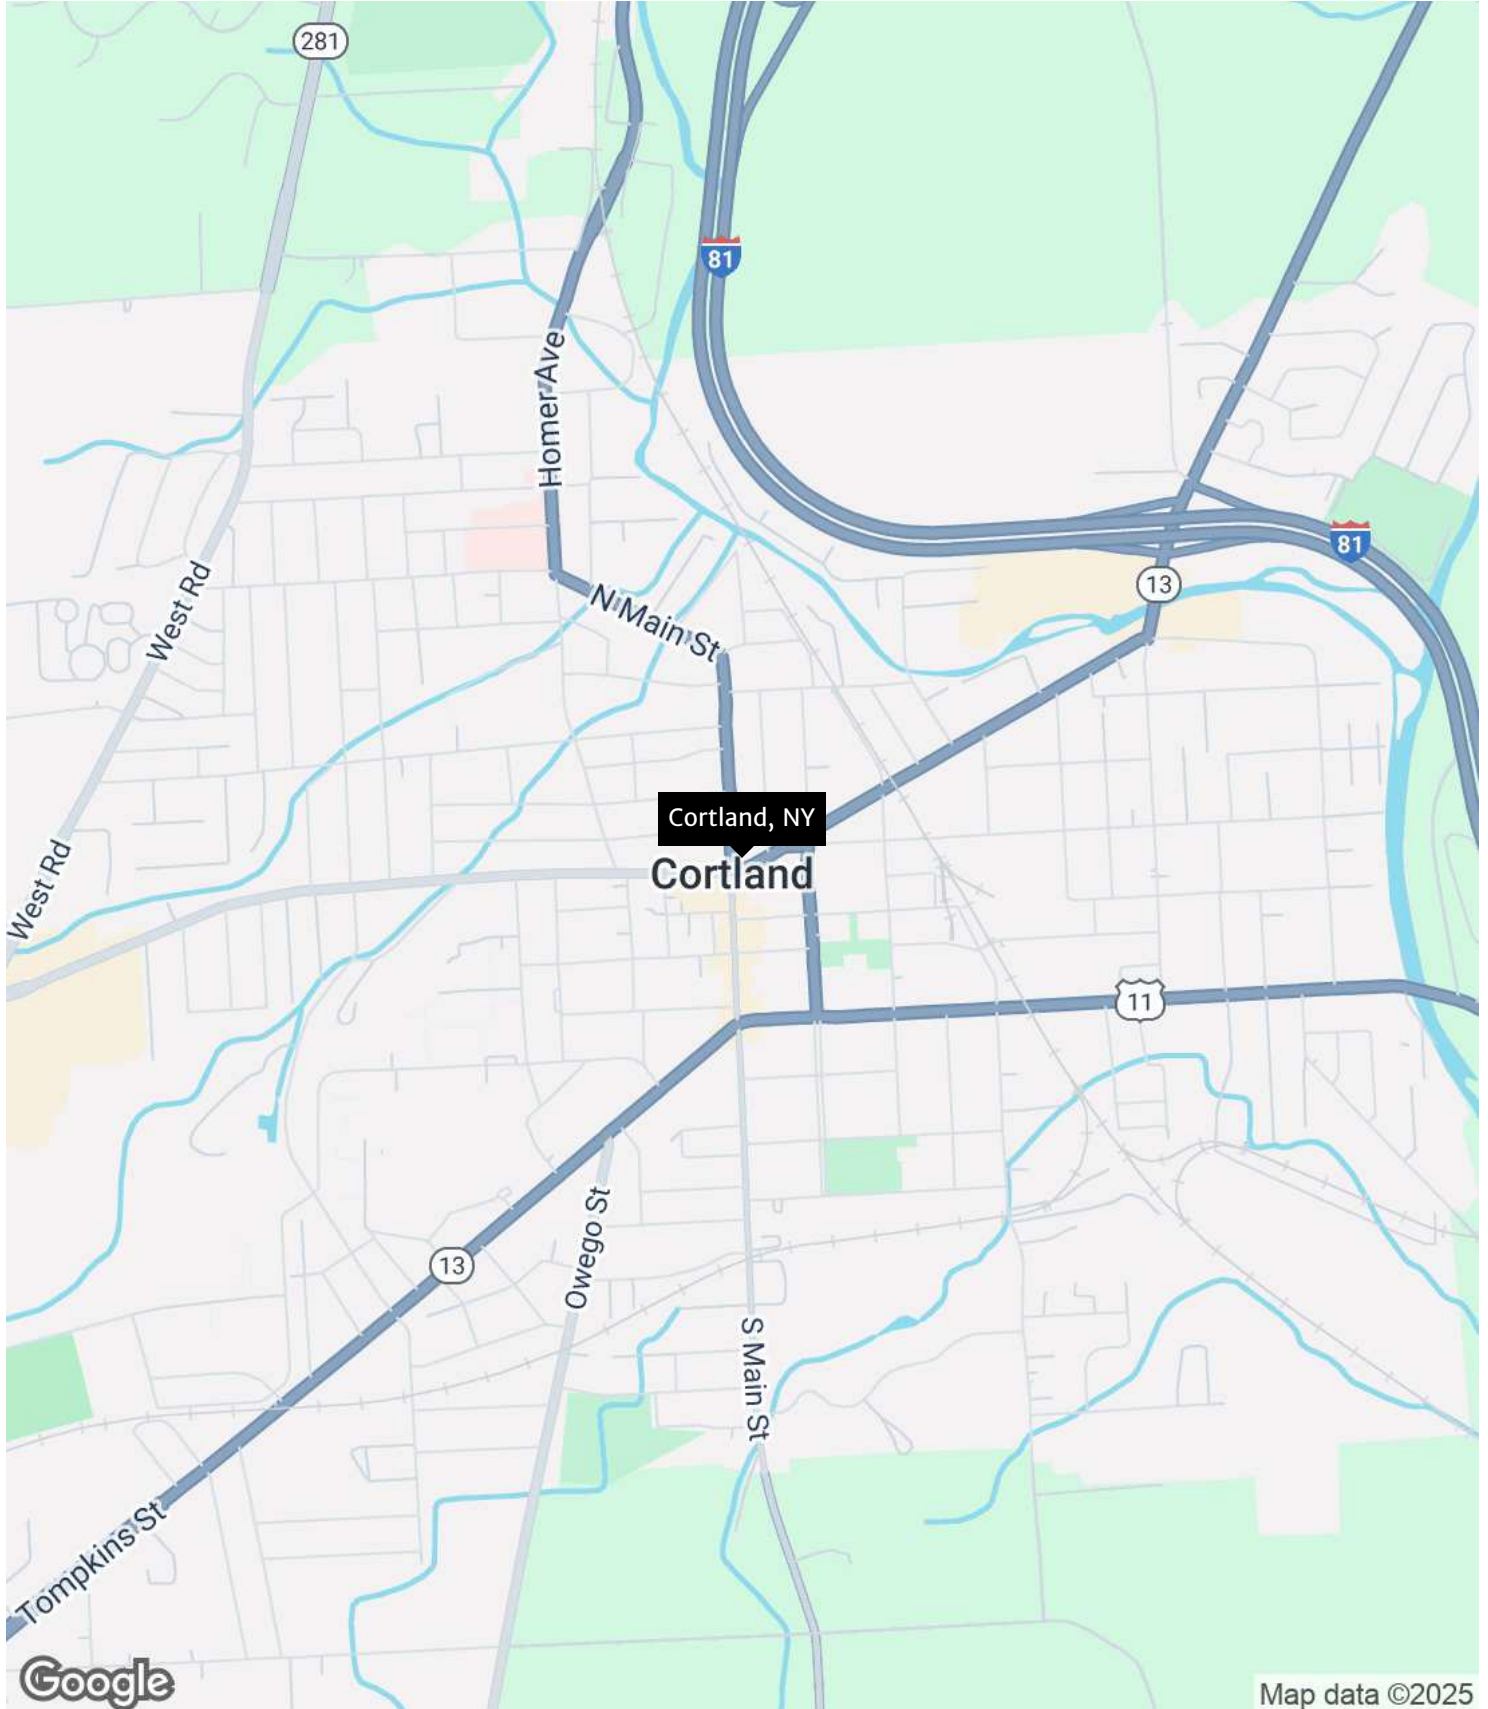 281
81
Homer Ave
81
13
West Rd
N Main St
Cortland, NY
Cortland
West Rd
11
Owego St
13
S Main St
Tompkins St
Google
Map data ©2025